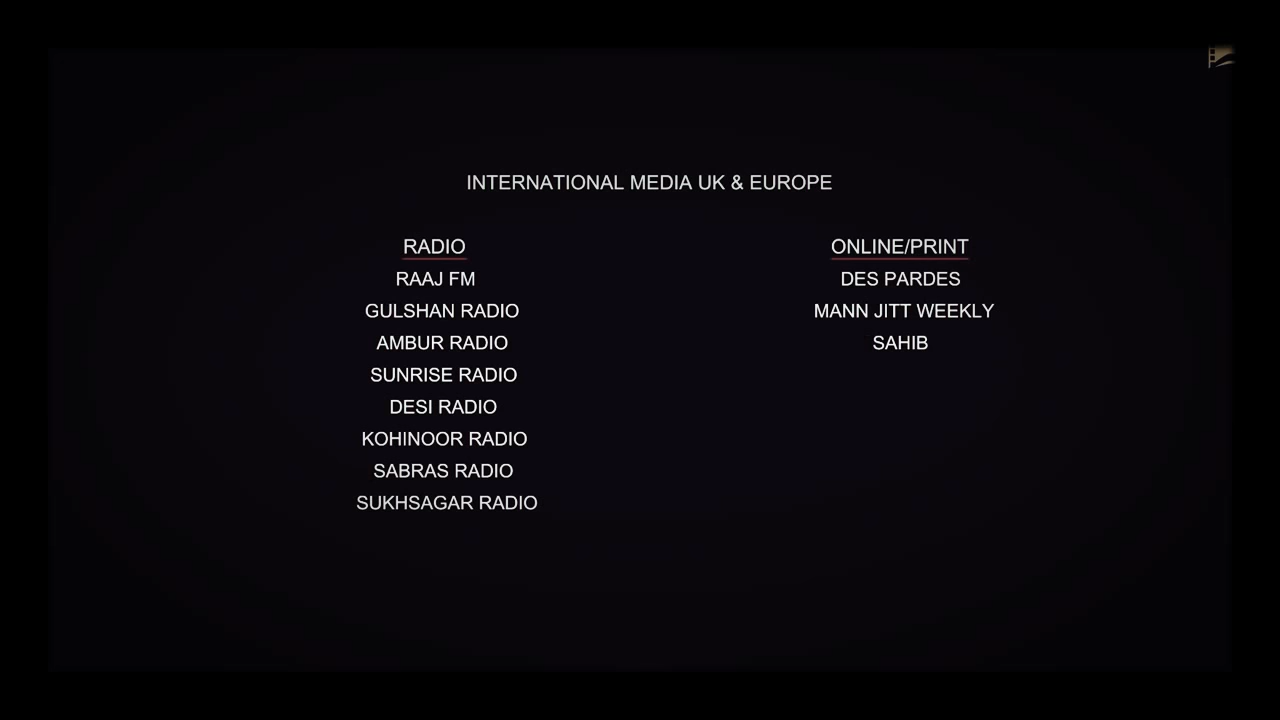 INTERNATIONAL MEDIA UK & EUROPE
RADIO
RAAJ FM
GULSHAN RADIO
AMBUR RADIO
SUNRISE RADIO
DESI RADIO
KOHINOOR RADIO
SABRAS RADIO
SUKHSAGAR RADIO
ONLINE/PRINT
DES PARDES
MANN JITT WEEKLY
SAHIB